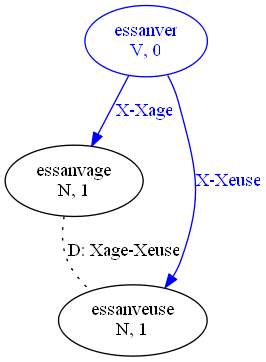 essanver
V, 0
X-Xage
essanvage
N, 1
X-Xeuse
D: Xage-Xeuse
essanveuse
N, 1